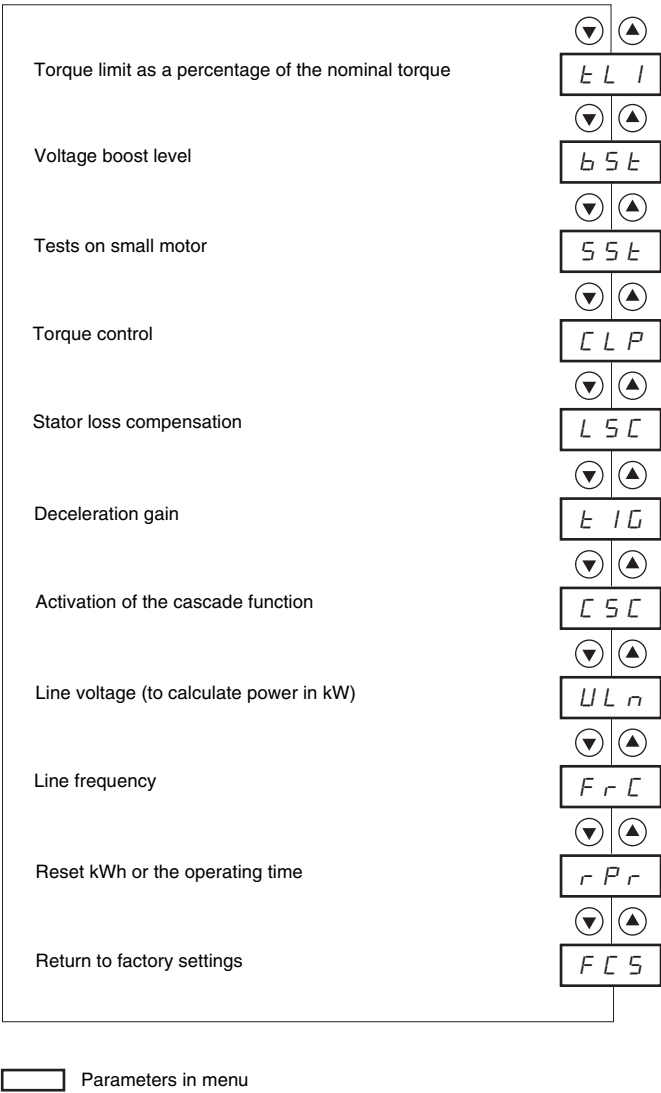 Torque limit as a percentage of the nominal torque
tLI
Voltage boost level
bSt
Tests on small motor
SSt
Torque control
CLP
Stator loss compensation
LSC
Deceleration gain
tIG
Activation of the cascade function
CSC
Line voltage (to calculate power in kW)
ULn
Line frequency
FrC
Reset kWh or the operating time
rPr
Return to factory settings
FCS
Parameters in menu